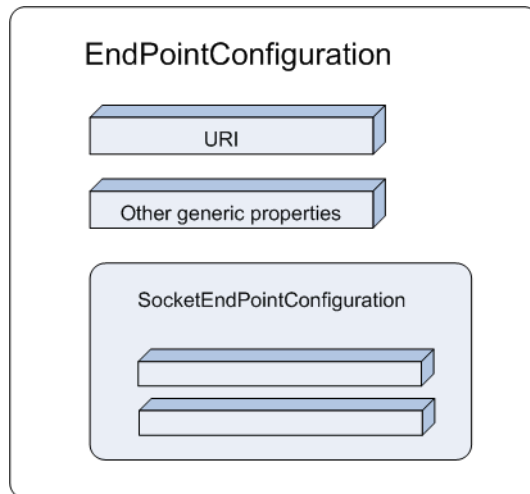 EndPointConfiguration
URI
Other generic properties
SocketEndPointConfiguration